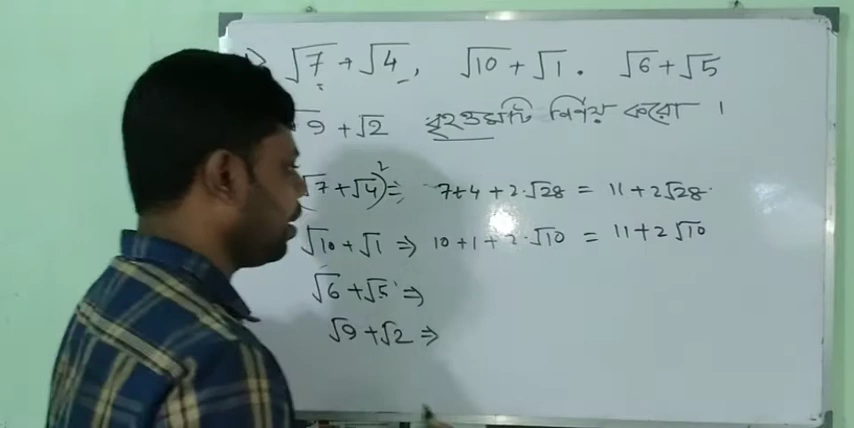 √7 + √4, √10 + √1. √6 + √5
√9 + √2 বৃহত্তমটি নির্ণয় করো ।
(√7 + √4)² ⇒ 7 + 4 + 2·√28 = 11 + 2√28·
√10 + √1 ⇒ 10 + 1 + 2·√10 = 11 + 2√10
√6 + √5 ⇒
√9 + √2 ⇒